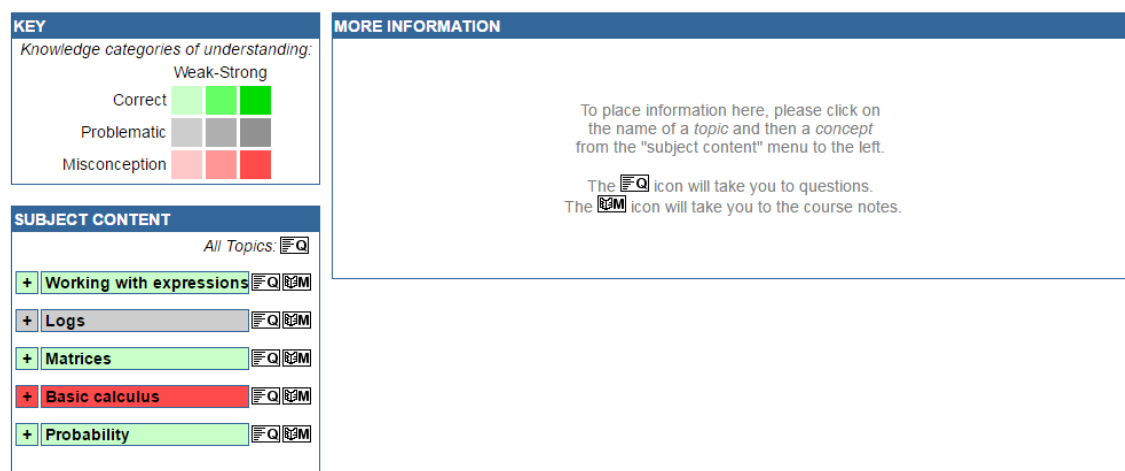 KEY
Knowledge categories of understanding:
Weak-Strong
Correct
Problematic
Misconception
SUBJECT CONTENT
All Topics: Q
+ Working with expressions Q M
+ Logs Q M
+ Matrices Q M
+ Basic calculus Q M
+ Probability Q M
MORE INFORMATION
To place information here, please click on
the name of a topic and then a concept
from the "subject content" menu to the left.
The Q icon will take you to questions.
The M icon will take you to the course notes.